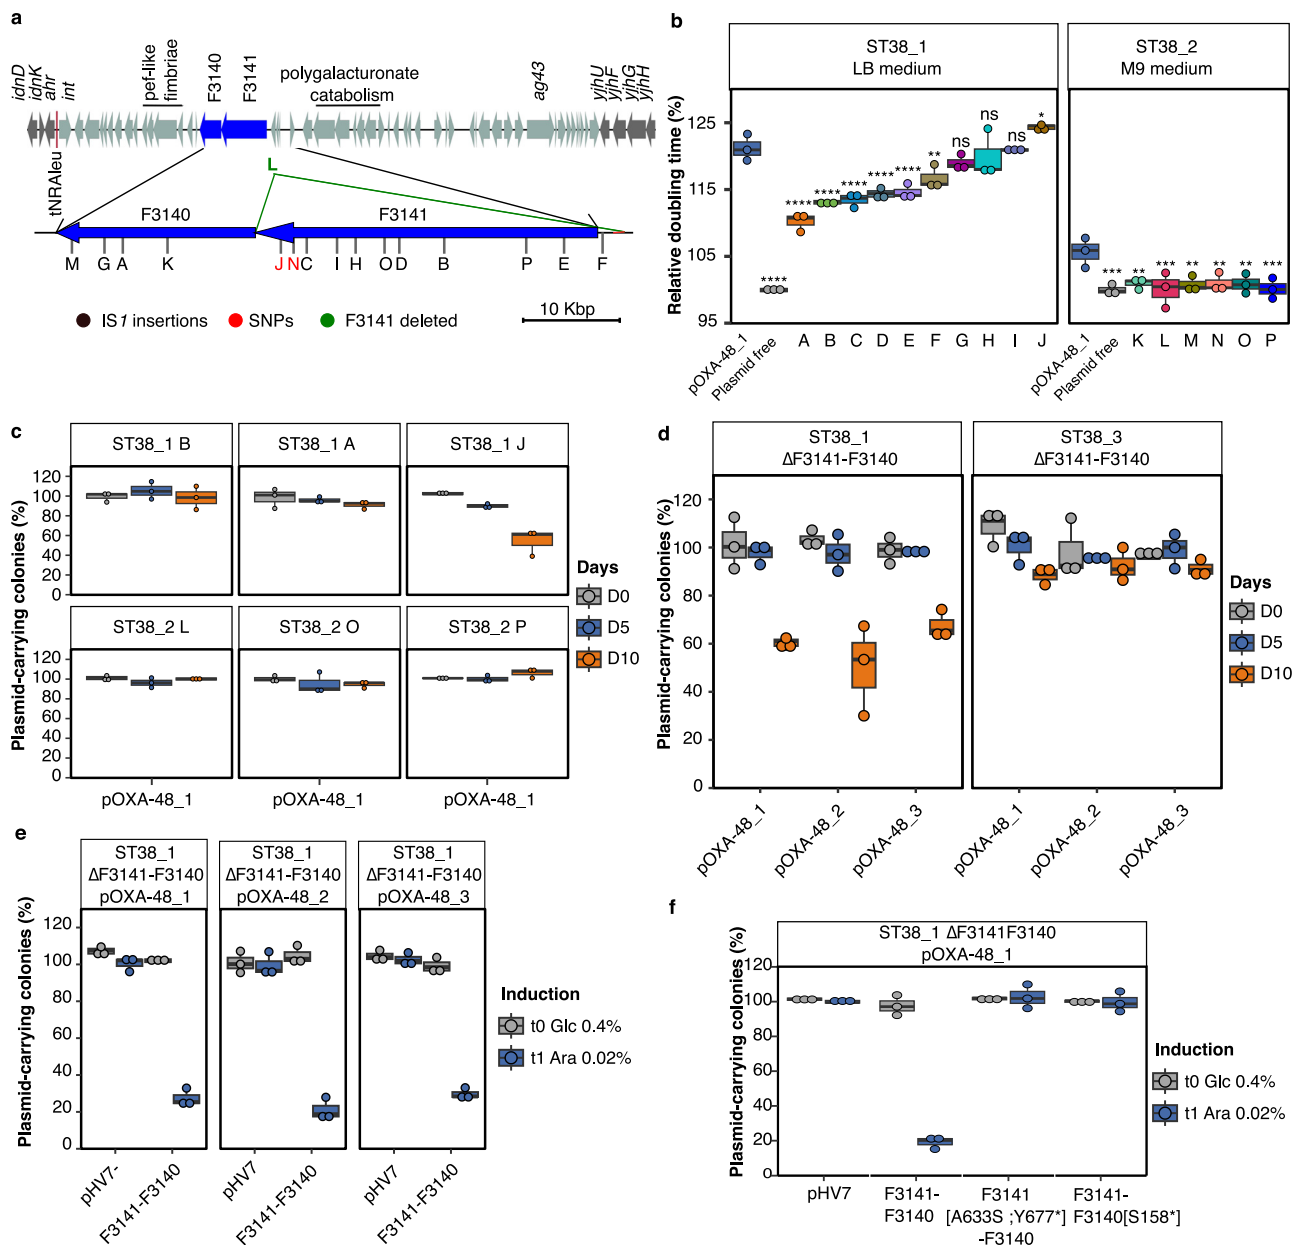 a
idnD
idnK
ahr
int
pef-like
fimbriae
F3140
F3141
polygalacturonate
catabolism
ag43
yjhU
yjhF
yjhG
yjhH
tNRAleu
L
F3140
F3141
M G A K J N C I H O D B P E F
IS1 insertions
SNPs
F3141 deleted
10 Kbp
b
ST38_1
LB medium
ST38_2
M9 medium
Relative doubling time (%)
125
115
105
95
**** **** **** **** **** **** ** ns ns ns *
*** ** *** ** ** ** ***
pOXA-48_1
Plasmid free
A B C D E F G H I J
pOXA-48_1
Plasmid free
K L M N O P
c
ST38_1 B
ST38_1 A
ST38_1 J
120
100
80
60
40
20
0
Plasmid-carrying colonies (%)
ST38_2 L
ST38_2 O
ST38_2 P
120
100
80
60
40
20
0
pOXA-48_1
pOXA-48_1
pOXA-48_1
Days
D0
D5
D10
d
ST38_1
ΔF3141-F3140
ST38_3
ΔF3141-F3140
Plasmid-carrying colonies (%)
120
100
80
60
40
20
0
pOXA-48_1
pOXA-48_2
pOXA-48_3
pOXA-48_1
pOXA-48_2
pOXA-48_3
Days
D0
D5
D10
e
ST38_1
ΔF3141-F3140
pOXA-48_1
ST38_1
ΔF3141-F3140
pOXA-48_2
ST38_1
ΔF3141-F3140
pOXA-48_3
Plasmid-carrying colonies (%)
120
100
80
60
40
20
0
pHV7-
F3141-F3140
pHV7
F3141-F3140
pHV7
F3141-F3140
Induction
t0 Glc 0.4%
t1 Ara 0.02%
f
ST38_1 ΔF3141F3140
pOXA-48_1
Plasmid-carrying colonies (%)
120
100
80
60
40
20
0
pHV7
F3141-
F3140
F3141
[A633S ;Y677*]
-F3140
F3141-
F3140[S158*]
Induction
t0 Glc 0.4%
t1 Ara 0.02%